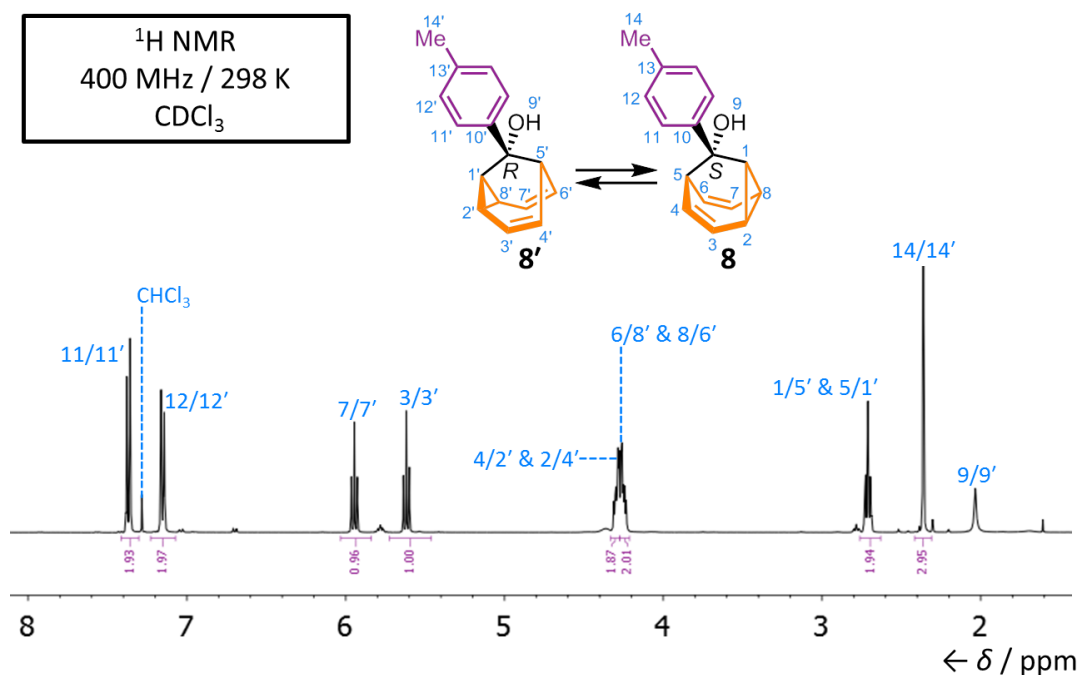 ¹H NMR
400 MHz / 298 K
CDCl₃
14′
Me
13′
12′
11′
10′
9′
OH
R
5′
1′
8′
7′
6′
2′
3′
4′
8′
14
Me
13
12
11
10
9
OH
S
1
5
6
7
8
4
3
2
8
CHCl₃
11/11′
12/12′
7/7′
3/3′
4/2′ & 2/4′
6/8′ & 8/6′
1/5′ & 5/1′
14/14′
9/9′
1.93
1.97
0.96
1.00
1.87
2.01
1.94
2.95
8 7 6 5 4 3 2
← δ / ppm